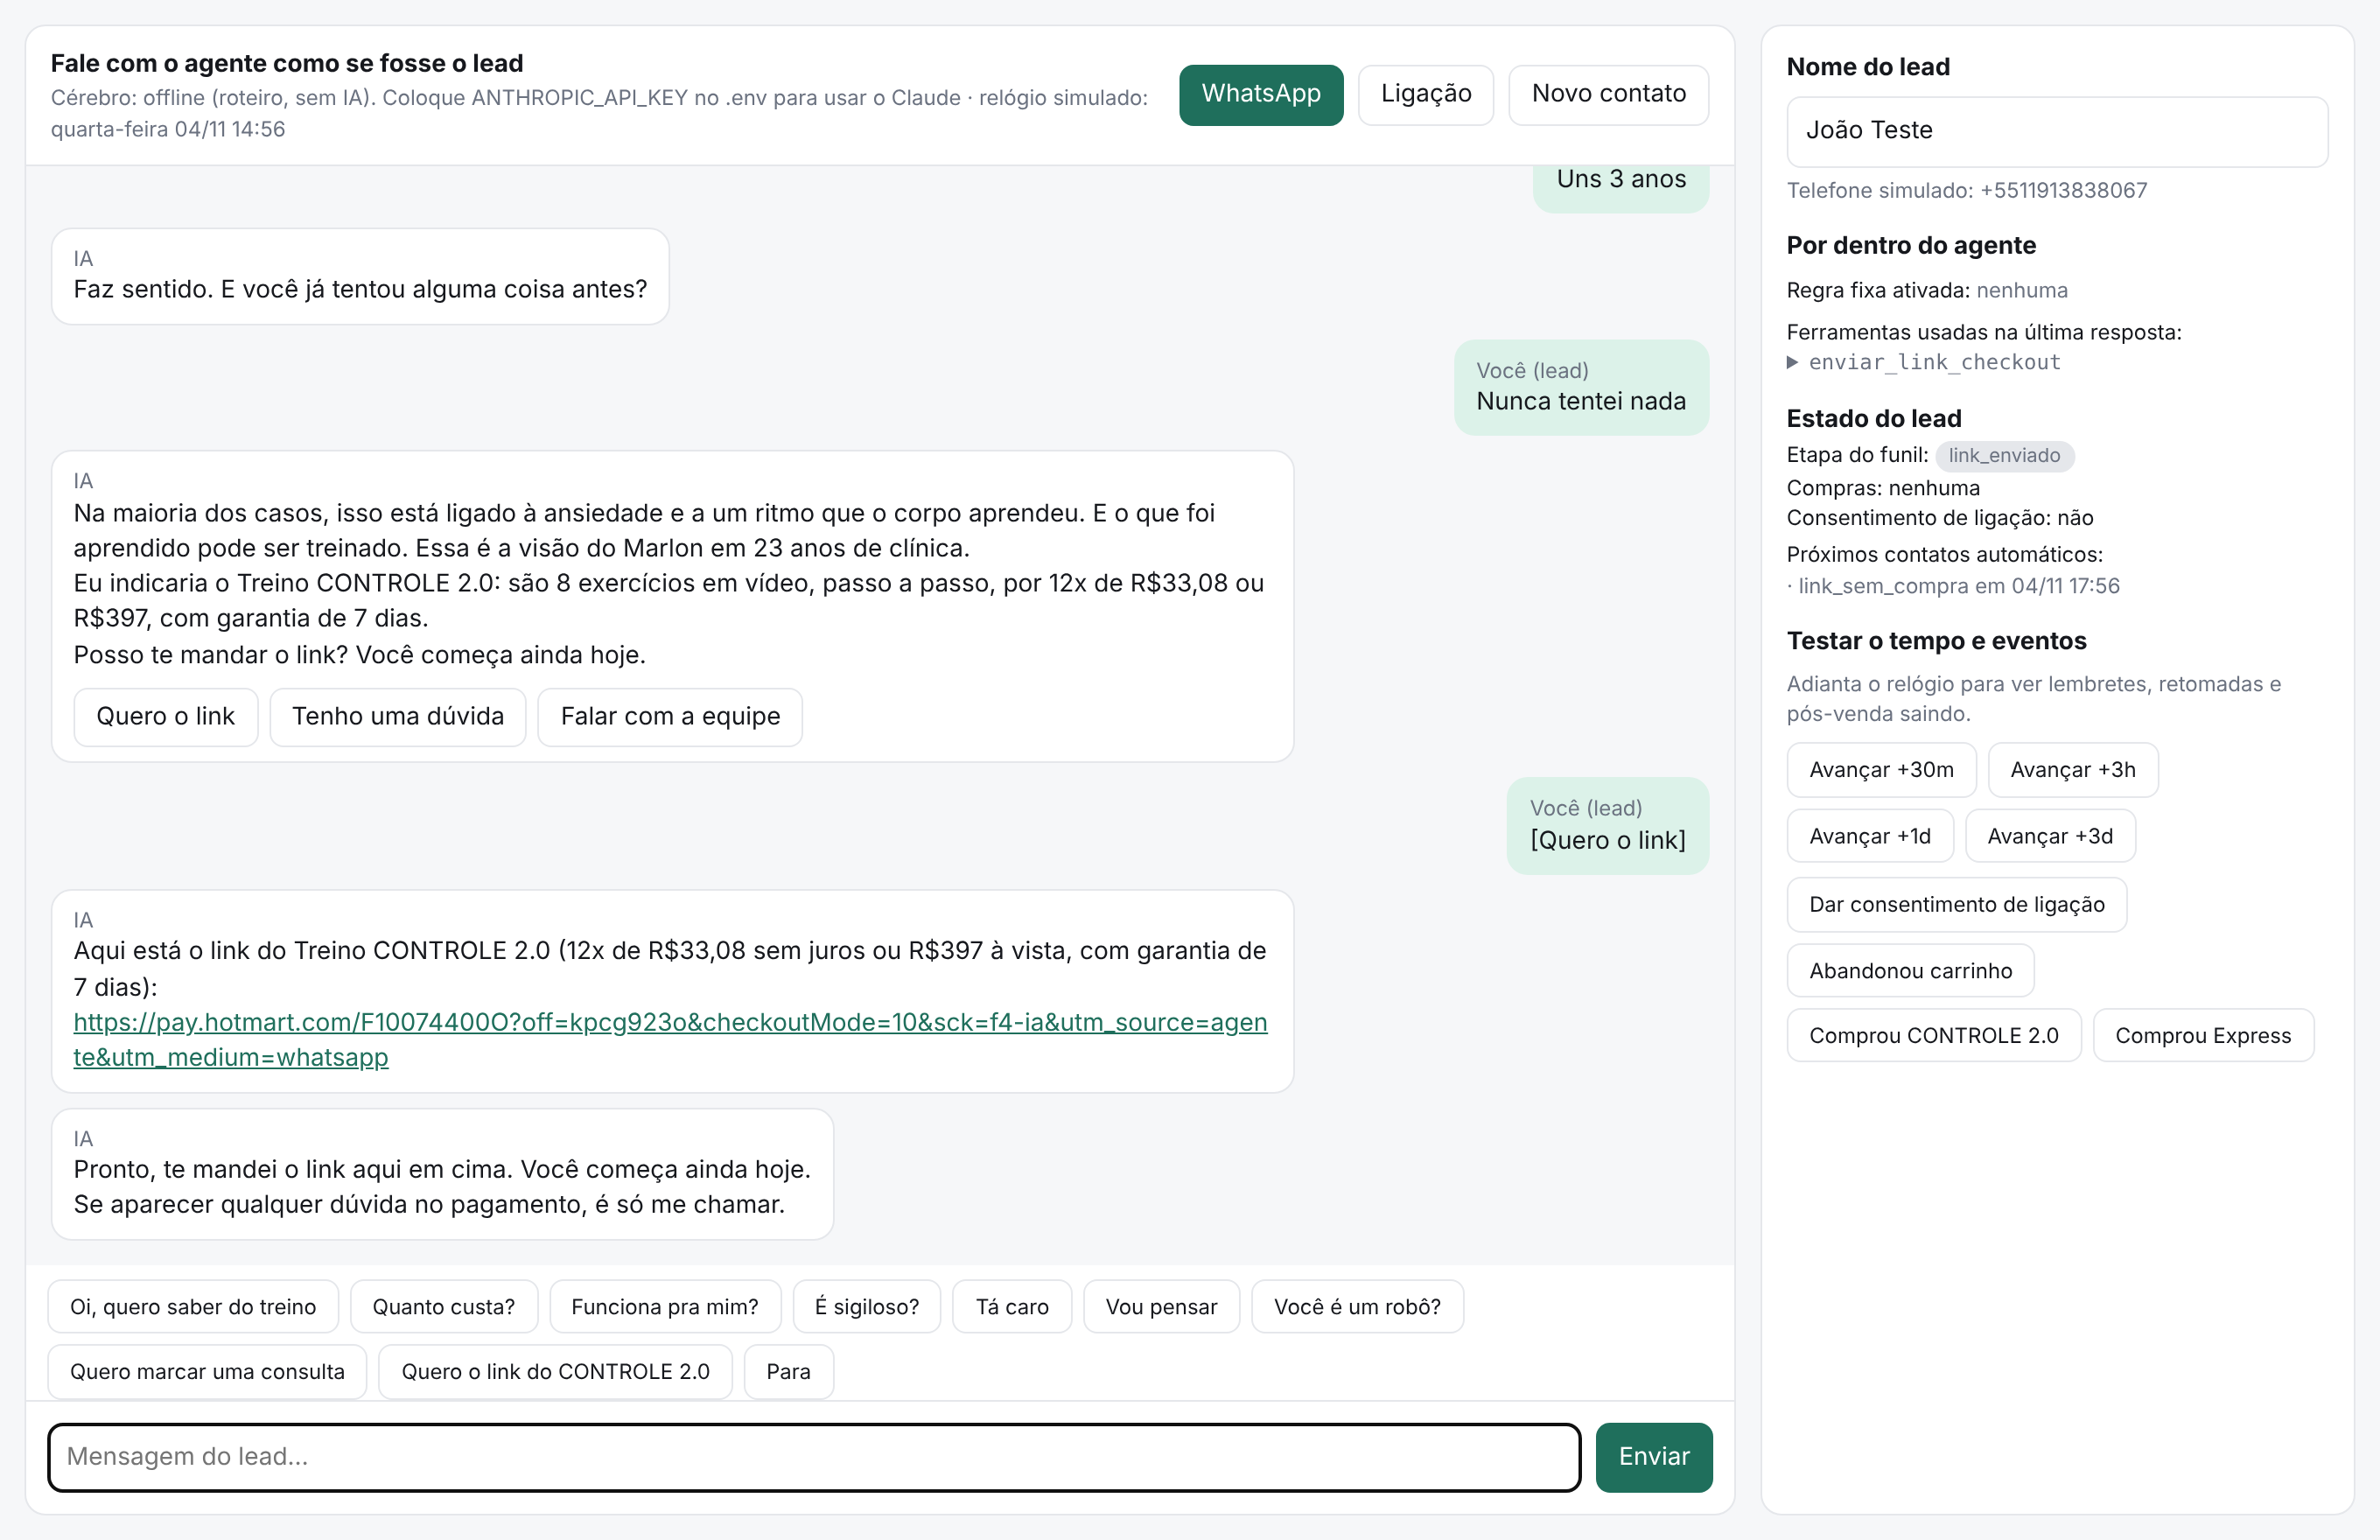 Fale com o agente como se fosse o lead
Cérebro: offline (roteiro, sem IA). Coloque ANTHROPIC_API_KEY no .env para usar o Claude · relógio simulado:
quarta-feira 04/11 14:56
WhatsApp
Ligação
Novo contato
Uns 3 anos
IA
Faz sentido. E você já tentou alguma coisa antes?
Você (lead)
Nunca tentei nada
IA
Na maioria dos casos, isso está ligado à ansiedade e a um ritmo que o corpo aprendeu. E o que foi
aprendido pode ser treinado. Essa é a visão do Marlon em 23 anos de clínica.
Eu indicaria o Treino CONTROLE 2.0: são 8 exercícios em vídeo, passo a passo, por 12x de R$33,08 ou
R$397, com garantia de 7 dias.
Posso te mandar o link? Você começa ainda hoje.
Quero o link
Tenho uma dúvida
Falar com a equipe
Você (lead)
[Quero o link]
IA
Aqui está o link do Treino CONTROLE 2.0 (12x de R$33,08 sem juros ou R$397 à vista, com garantia de
7 dias):
https://pay.hotmart.com/F10074400O?off=kpcg923o&checkoutMode=10&sck=f4-ia&utm_source=agen
te&utm_medium=whatsapp
IA
Pronto, te mandei o link aqui em cima. Você começa ainda hoje.
Se aparecer qualquer dúvida no pagamento, é só me chamar.
Oi, quero saber do treino
Quanto custa?
Funciona pra mim?
É sigiloso?
Tá caro
Vou pensar
Você é um robô?
Quero marcar uma consulta
Quero o link do CONTROLE 2.0
Para
Mensagem do lead...
Enviar
Nome do lead
João Teste
Telefone simulado: +5511913838067
Por dentro do agente
Regra fixa ativada: nenhuma
Ferramentas usadas na última resposta:
▶ enviar_link_checkout
Estado do lead
Etapa do funil: link_enviado
Compras: nenhuma
Consentimento de ligação: não
Próximos contatos automáticos:
· link_sem_compra em 04/11 17:56
Testar o tempo e eventos
Adianta o relógio para ver lembretes, retomadas e
pós-venda saindo.
Avançar +30m
Avançar +3h
Avançar +1d
Avançar +3d
Dar consentimento de ligação
Abandonou carrinho
Comprou CONTROLE 2.0
Comprou Express